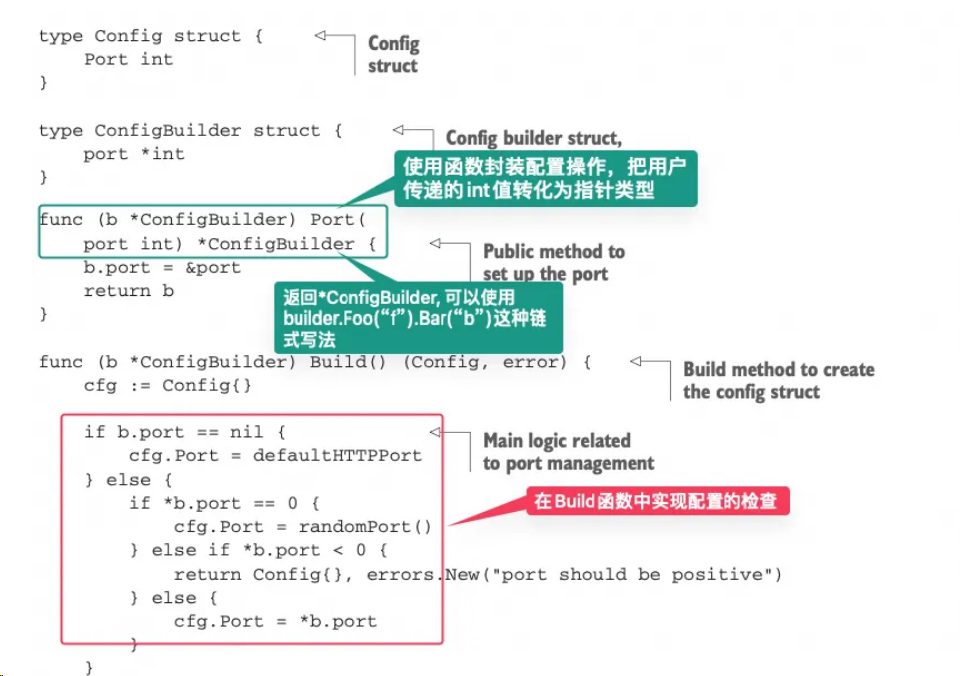 type Config struct {
Config
Port int
struct
}
type ConfigBuilder struct {
Config builder struct,
port *int
使用函数封装配置操作，把用户
}
传递的int值转化为指针类型
func (b *ConfigBuilder) Port(
port int) *ConfigBuilder {
Public method to
b.port = &port
set up the port
return b
返回*ConfigBuilder, 可以使用
}
builder.Foo(“f”).Bar(“b”)这种链
式写法
func (b *ConfigBuilder) Build() (Config, error) {
Build method to create
cfg := Config{}
the config struct
if b.port == nil {
Main logic related
cfg.Port = defaultHTTPPort
to port management
} else {
if *b.port == 0 {
在Build函数中实现配置的检查
cfg.Port = randomPort()
} else if *b.port < 0 {
return Config{}, errors.New("port should be positive")
} else {
cfg.Port = *b.port
}
}